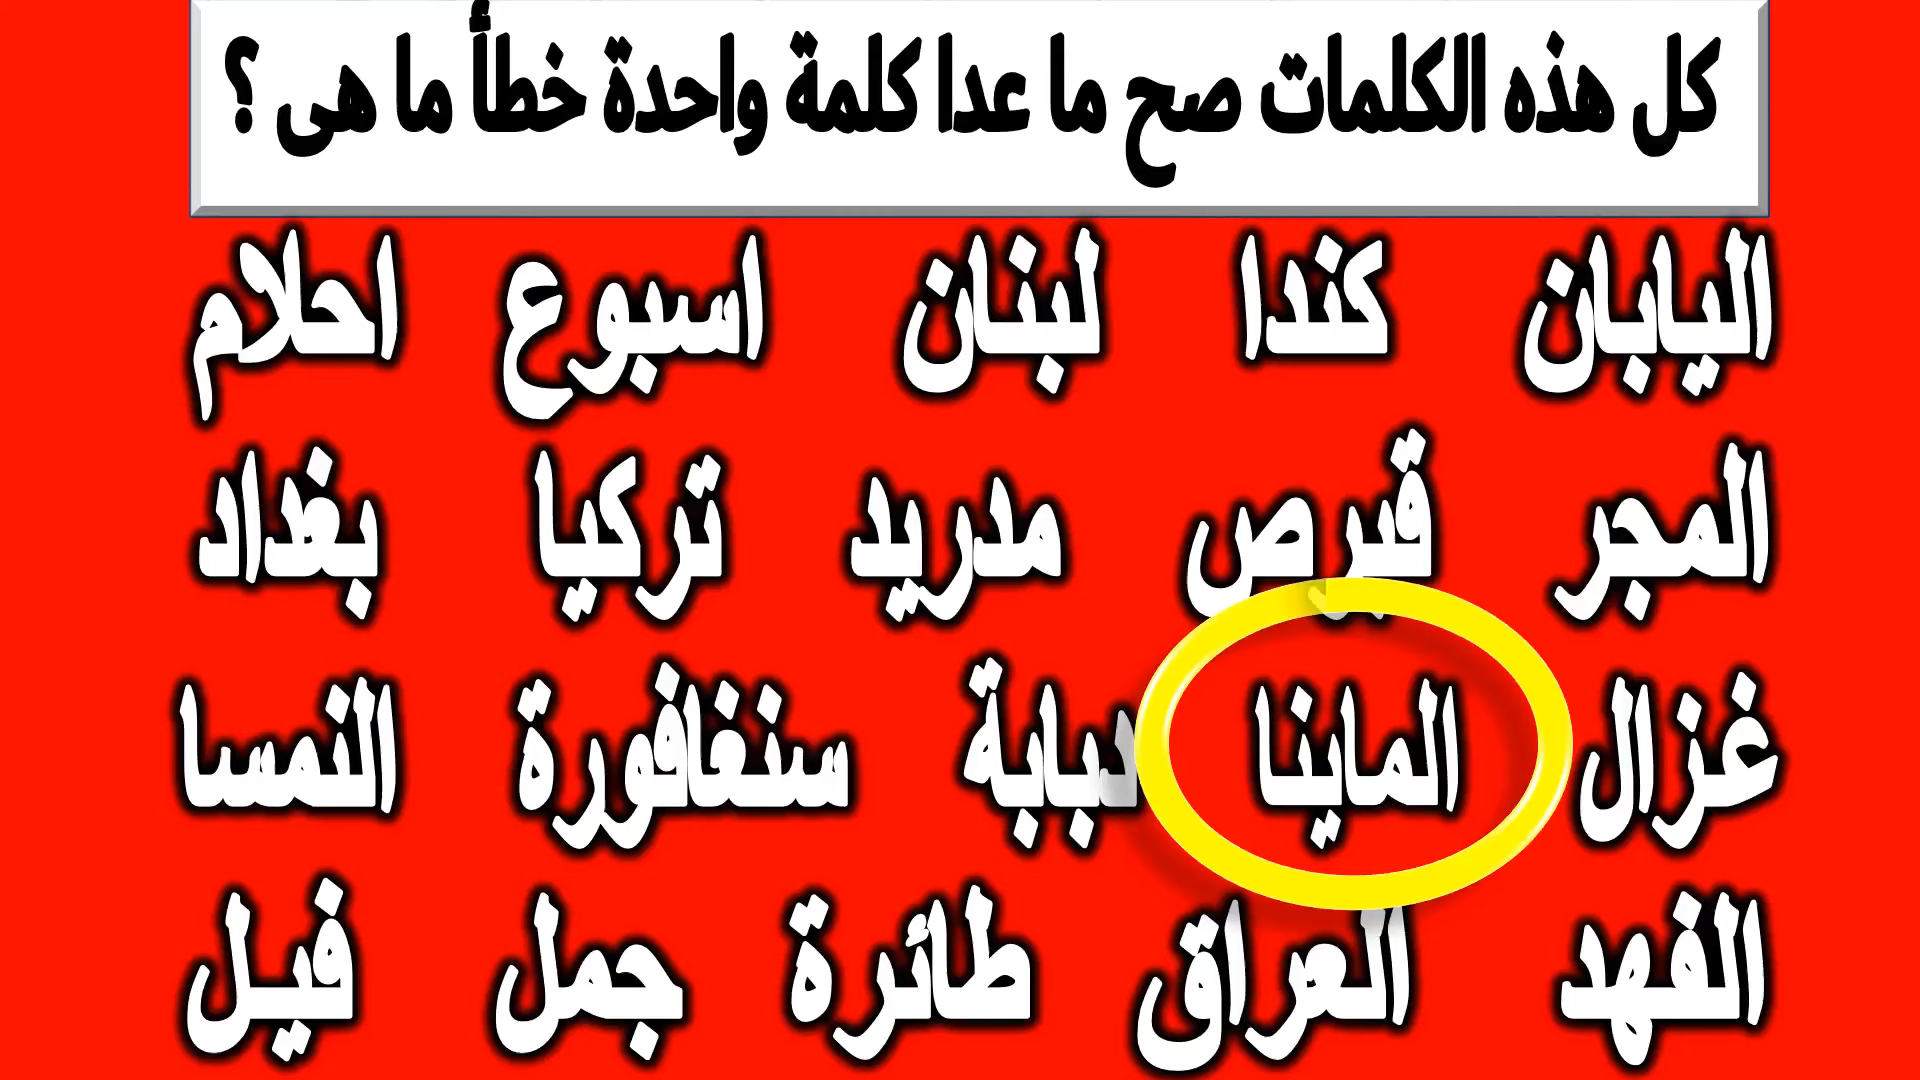 كل هذه الكلمات صح ما عدا كلمة واحدة خطأ ما هى ؟
اليابان كندا لبنان اسبوع احلام
المجر قبرص مدريد تركيا بغداد
غزال الماينا دبابة سنغافورة النمسا
الفهد العراق طائرة جمل فيل